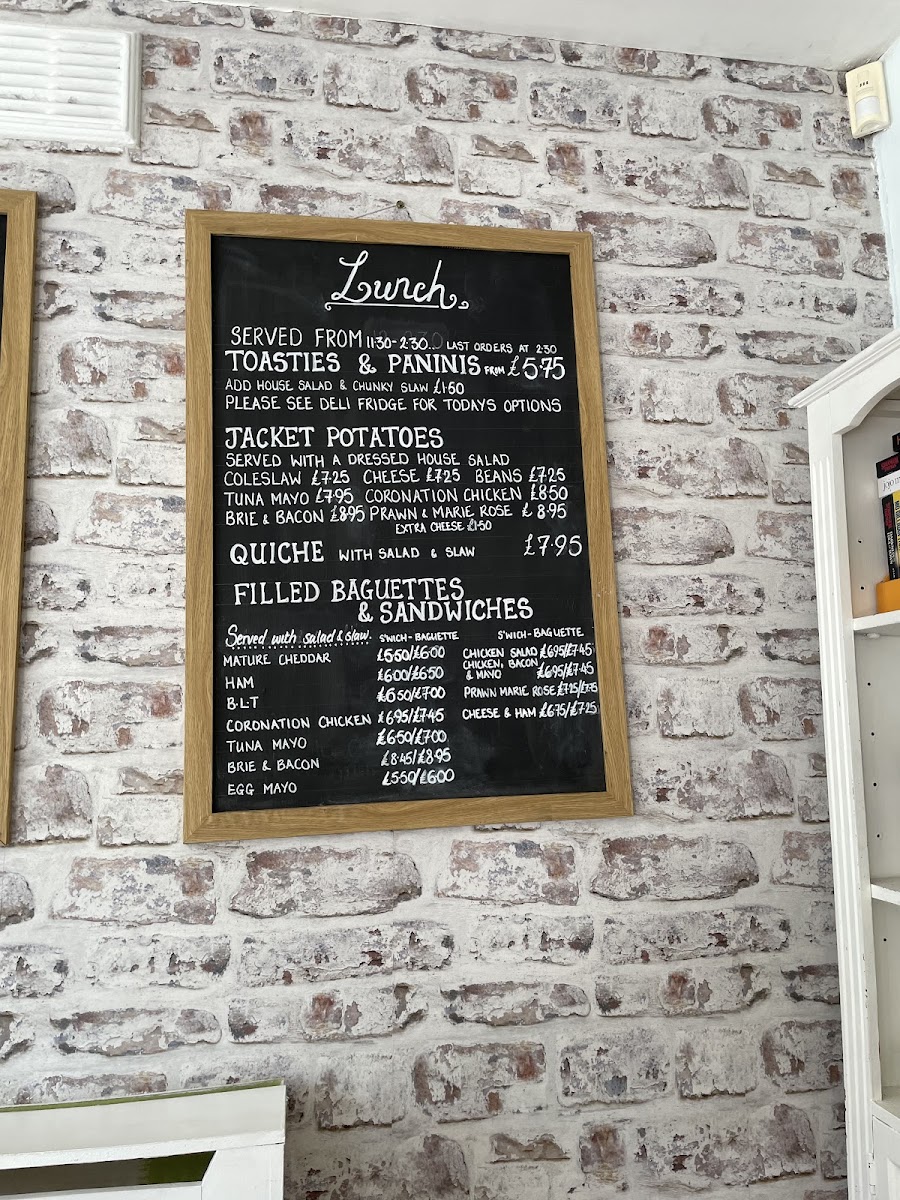 Lunch
SERVED FROM 11:30-2:30... LAST ORDERS AT 2:30
TOASTIES & PANINIS FROM £5.75
ADD HOUSE SALAD & CHUNKY SLAW £1.50
PLEASE SEE DELI FRIDGE FOR TODAYS OPTIONS
JACKET POTATOES
SERVED WITH A DRESSED HOUSE SALAD
COLESLAW £7.25 CHEESE £7.25 BEANS £7.25
TUNA MAYO £7.95 CORONATION CHICKEN £8.50
BRIE & BACON £8.95 PRAWN & MARIE ROSE £8.95
EXTRA CHEESE £1.50
QUICHE WITH SALAD & SLAW £7.95
FILLED BAGUETTES
& SANDWICHES
Served with salad & slaw. S'WICH - BAGUETTE
MATURE CHEDDAR £5.50/£6.00
HAM £6.00/£6.50
B.L.T £6.50/£7.00
CORONATION CHICKEN £6.95/£7.45
TUNA MAYO £6.50/£7.00
BRIE & BACON £8.45/£8.95
EGG MAYO £5.50/£6.00
S'WICH - BAGUETTE
CHICKEN SALAD £6.95/£7.45
CHICKEN, BACON
& MAYO £6.95/£7.45
PRAWN MARIE ROSE £7.25/£7.75
CHEESE & HAM £6.75/£7.25